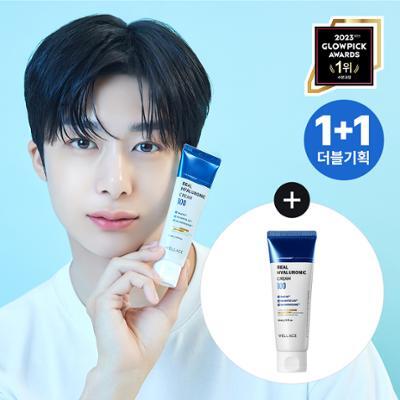 2023
GLOWPICK
AWARDS
1위
1+1
더블기획
+
REAL
HYALURONIC
CREAM
100
WELLAGE
REAL
HYALURONIC
CREAM
100
WELLAGE